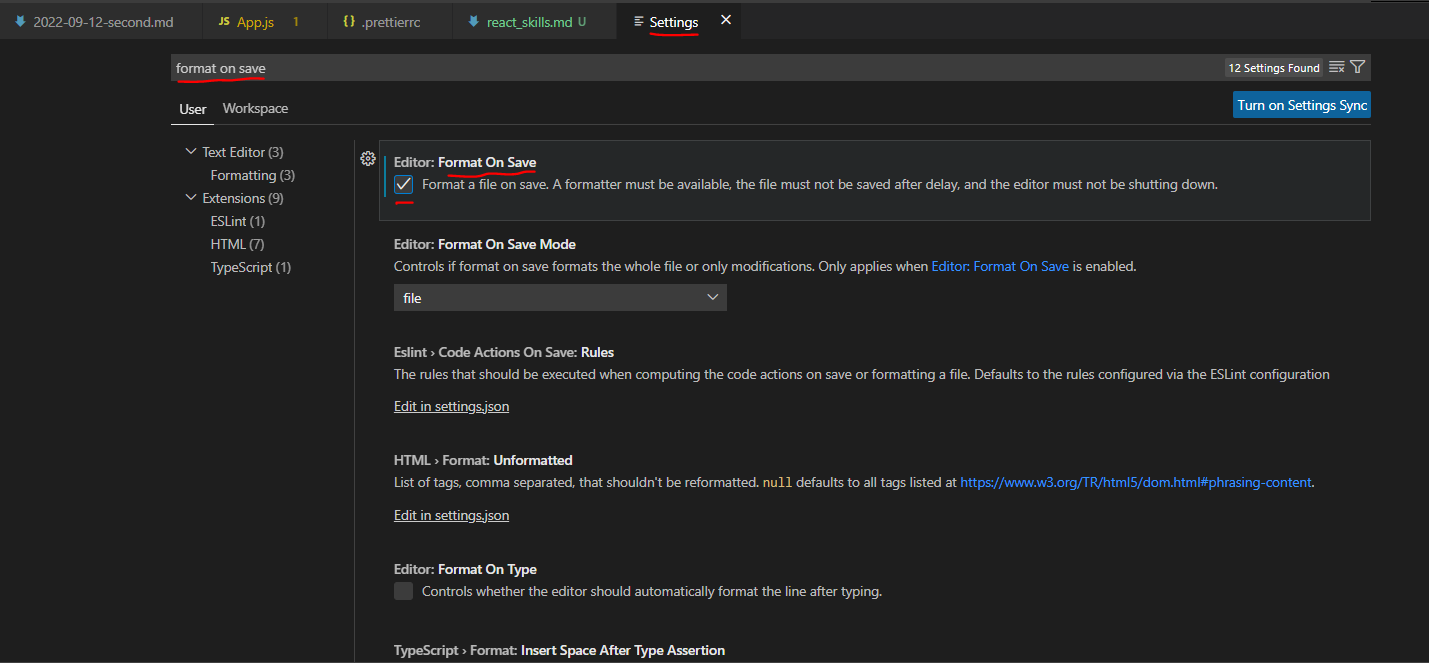 2022-09-12-second.md JS App.js 1 {} .prettierrc react_skills.md U Settings
format on save 12 Settings Found
User Workspace Turn on Settings Sync
Text Editor (3)
Formatting (3)
Extensions (9)
ESLint (1)
HTML (7)
TypeScript (1)
Editor: Format On Save
Format a file on save. A formatter must be available, the file must not be saved after delay, and the editor must not be shutting down.
Editor: Format On Save Mode
Controls if format on save formats the whole file or only modifications. Only applies when Editor: Format On Save is enabled.
file
Eslint › Code Actions On Save: Rules
The rules that should be executed when computing the code actions on save or formatting a file. Defaults to the rules configured via the ESLint configuration
Edit in settings.json
HTML › Format: Unformatted
List of tags, comma separated, that shouldn't be reformatted. null defaults to all tags listed at https://www.w3.org/TR/html5/dom.html#phrasing-content.
Edit in settings.json
Editor: Format On Type
Controls whether the editor should automatically format the line after typing.
TypeScript › Format: Insert Space After Type Assertion